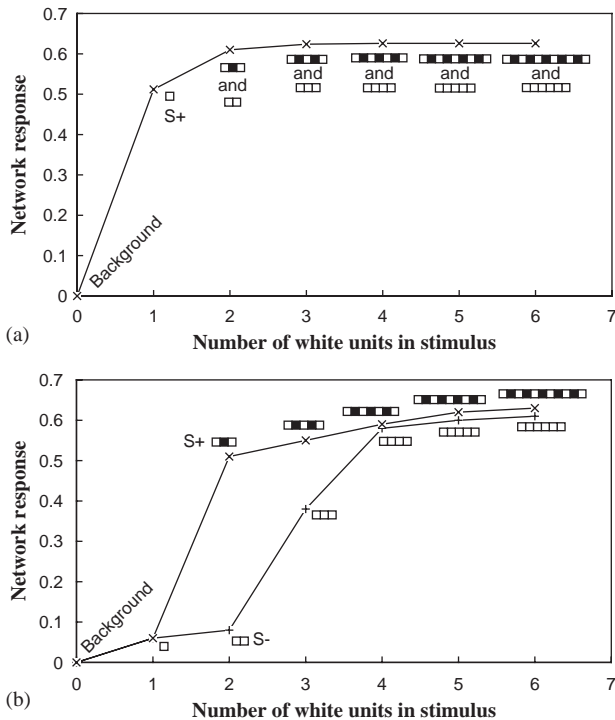 0.7
0.6
0.5
0.4
0.3
0.2
0.1
0
Network response
Background
S+
and
and
and
and
and
0 1 2 3 4 5 6 7
Number of white units in stimulus
(a)
0.7
0.6
0.5
0.4
0.3
0.2
0.1
0
Network response
Background
S+
S-
0 1 2 3 4 5 6 7
Number of white units in stimulus
(b)